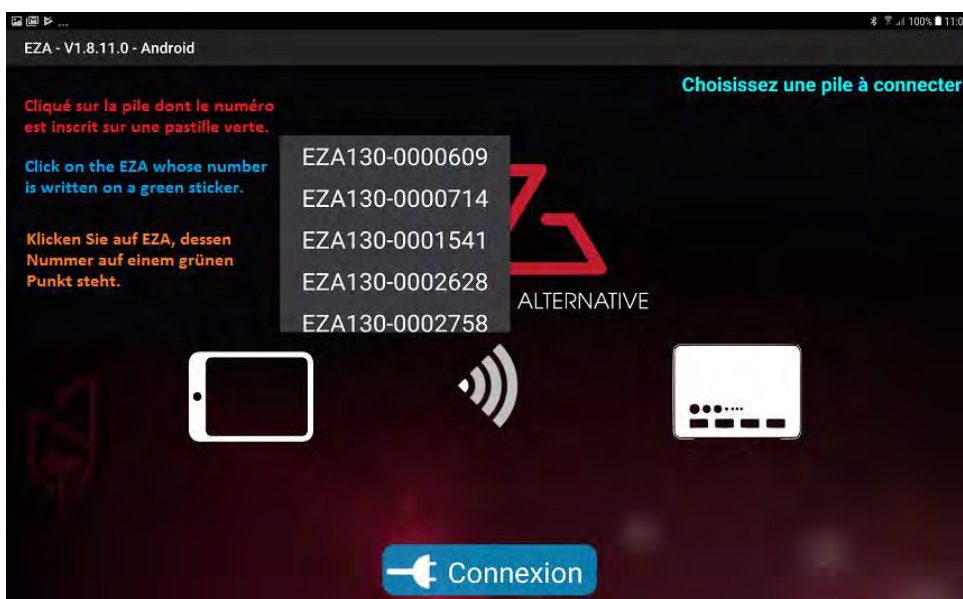 100% 11:0
EZA - V1.8.11.0 - Android
Choisissez une pile à connecter
Cliqué sur la pile dont le numéro
est inscrit sur une pastille verte.
Click on the EZA whose number
is written on a green sticker.
Klicken Sie auf EZA, dessen
Nummer auf einem grünen
Punkt steht.
EZA130-0000609
EZA130-0000714
EZA130-0001541
EZA130-0002628
EZA130-0002758
ALTERNATIVE
Connexion